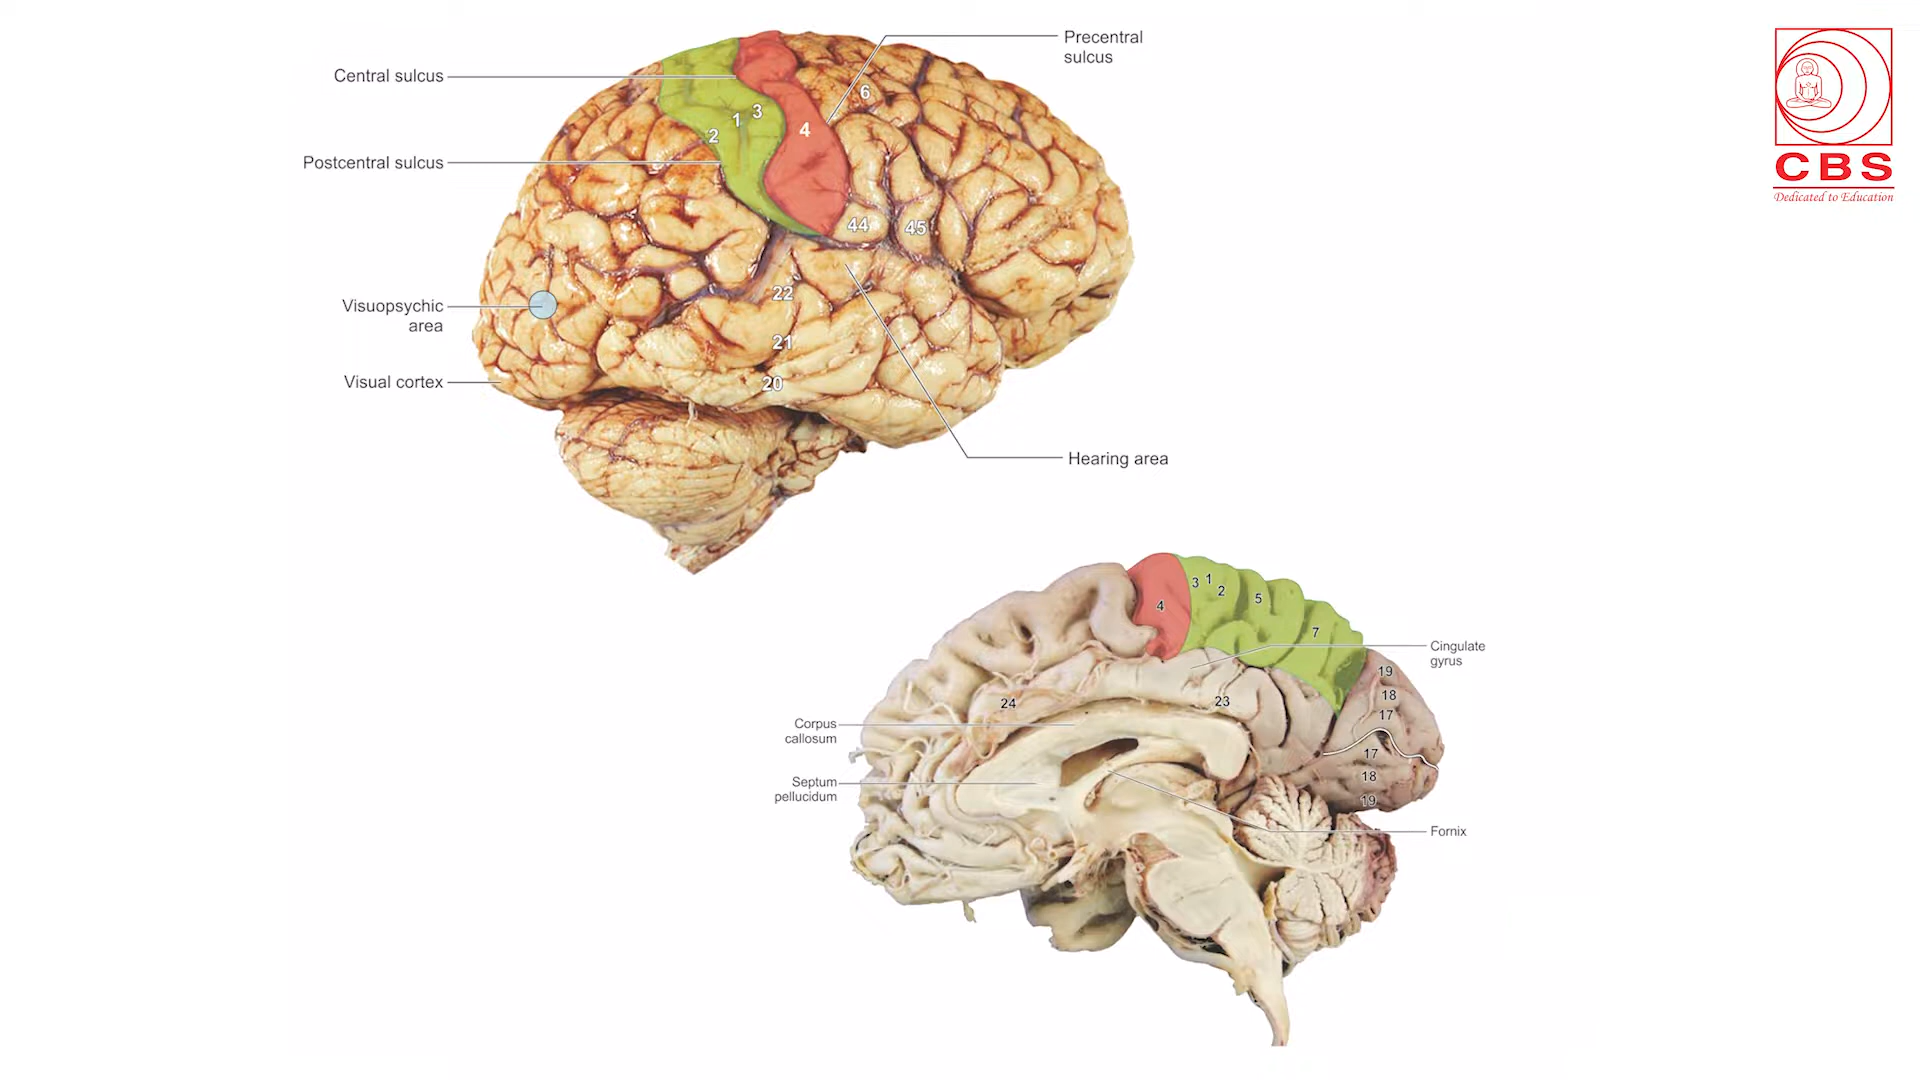 Precentral
sulcus
Central sulcus
6
3
1
4
2
Postcentral sulcus
CBS
Dedicated to Education
44
45
22
Visuopsychic
area
21
Visual cortex
20
Hearing area
3 1
2
4
5
7
Cingulate
gyrus
19
18
24
23
17
Corpus
callosum
17
18
Septum
pellucidum
19
Fornix